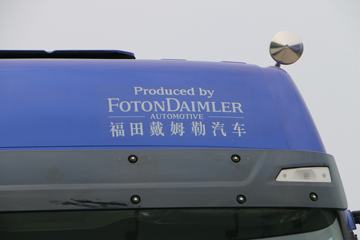 Produced by
FOTONDAIMLER
AUTOMOTIVE
福田戴姆勒汽车